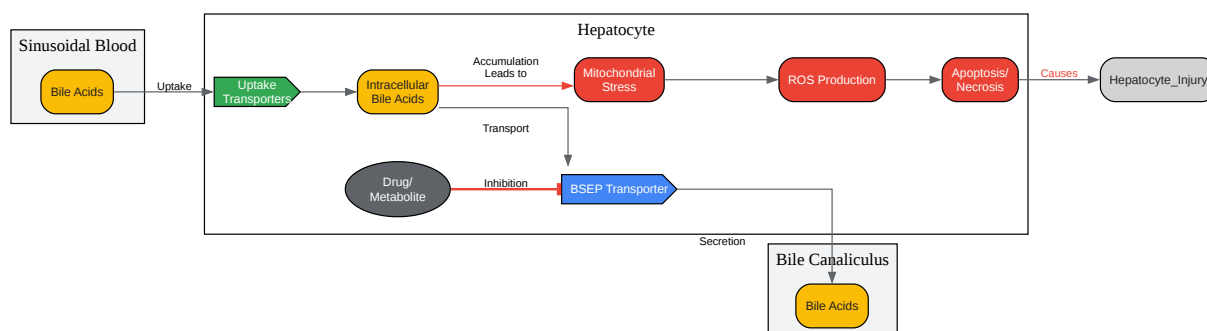 Sinusoidal Blood
Bile Acids
Uptake
Hepatocyte
Uptake
Transporters
Intracellular
Bile Acids
Accumulation
Leads to
Mitochondrial
Stress
ROS Production
Apoptosis/
Necrosis
Causes
Hepatocyte_Injury
Transport
Drug/
Metabolite
Inhibition
BSEP Transporter
Secretion
Bile Canaliculus
Bile Acids